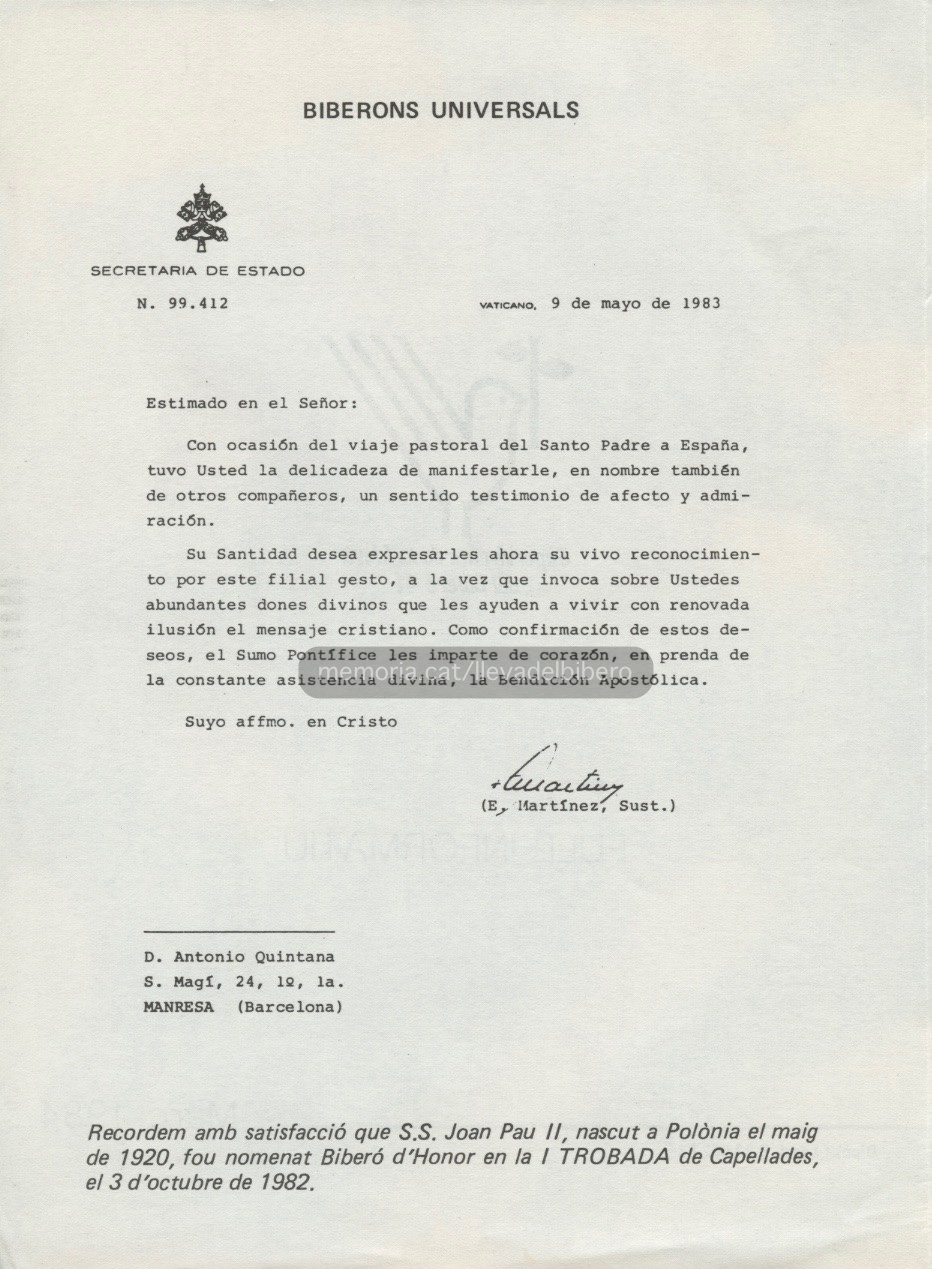 BIBERONS UNIVERSALS
SECRETARIA DE ESTADO
N. 99.412
VATICANO, 9 de mayo de 1983
Estimado en el Señor:
Con ocasión del viaje pastoral del Santo Padre a España,
tuvo Usted la delicadeza de manifestarle, en nombre también
de otros compañeros, un sentido testimonio de afecto y admi-
ración.
Su Santidad desea expresarles ahora su vivo reconocimien-
to por este filial gesto, a la vez que invoca sobre Ustedes
abundantes dones divinos que les ayuden a vivir con renovada
ilusión el mensaje cristiano. Como confirmación de estos de-
seos, el Sumo Pontífice les imparte de corazón, en prenda de
memoria.cat/llevadelbibero
la constante asistencia divina, la Bendición Apostólica.
Suyo affmo. en Cristo
(E. Martínez, Sust.)
D. Antonio Quintana
S. Magí, 24, 1º, 1a.
MANRESA (Barcelona)
Recordem amb satisfacció que S.S. Joan Pau II, nascut a Polònia el maig
de 1920, fou nomenat Biberó d'Honor en la I TROBADA de Capellades,
el 3 d'octubre de 1982.